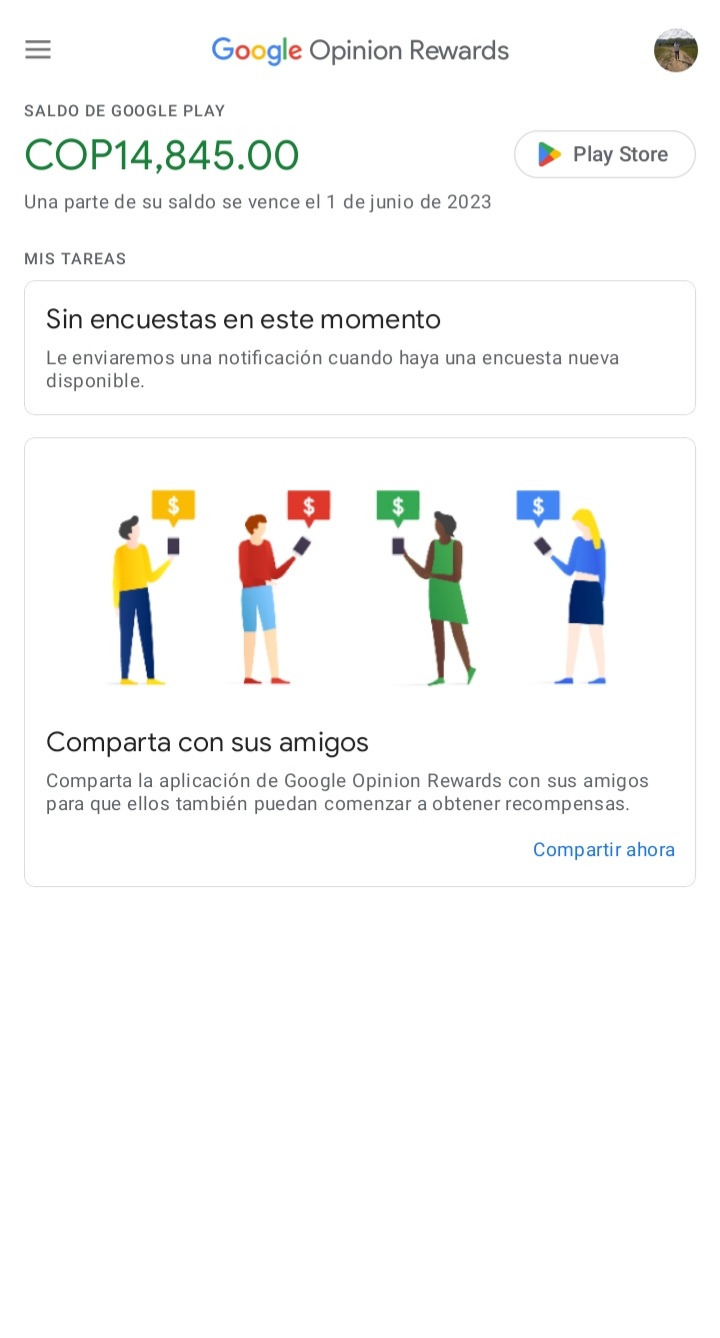 Google Opinion Rewards
SALDO DE GOOGLE PLAY
COP14,845.00
Play Store
Una parte de su saldo se vence el 1 de junio de 2023
MIS TAREAS
Sin encuestas en este momento
Le enviaremos una notificación cuando haya una encuesta nueva
disponible.
$ $ $ $
Comparta con sus amigos
Comparta la aplicación de Google Opinion Rewards con sus amigos
para que ellos también puedan comenzar a obtener recompensas.
Compartir ahora